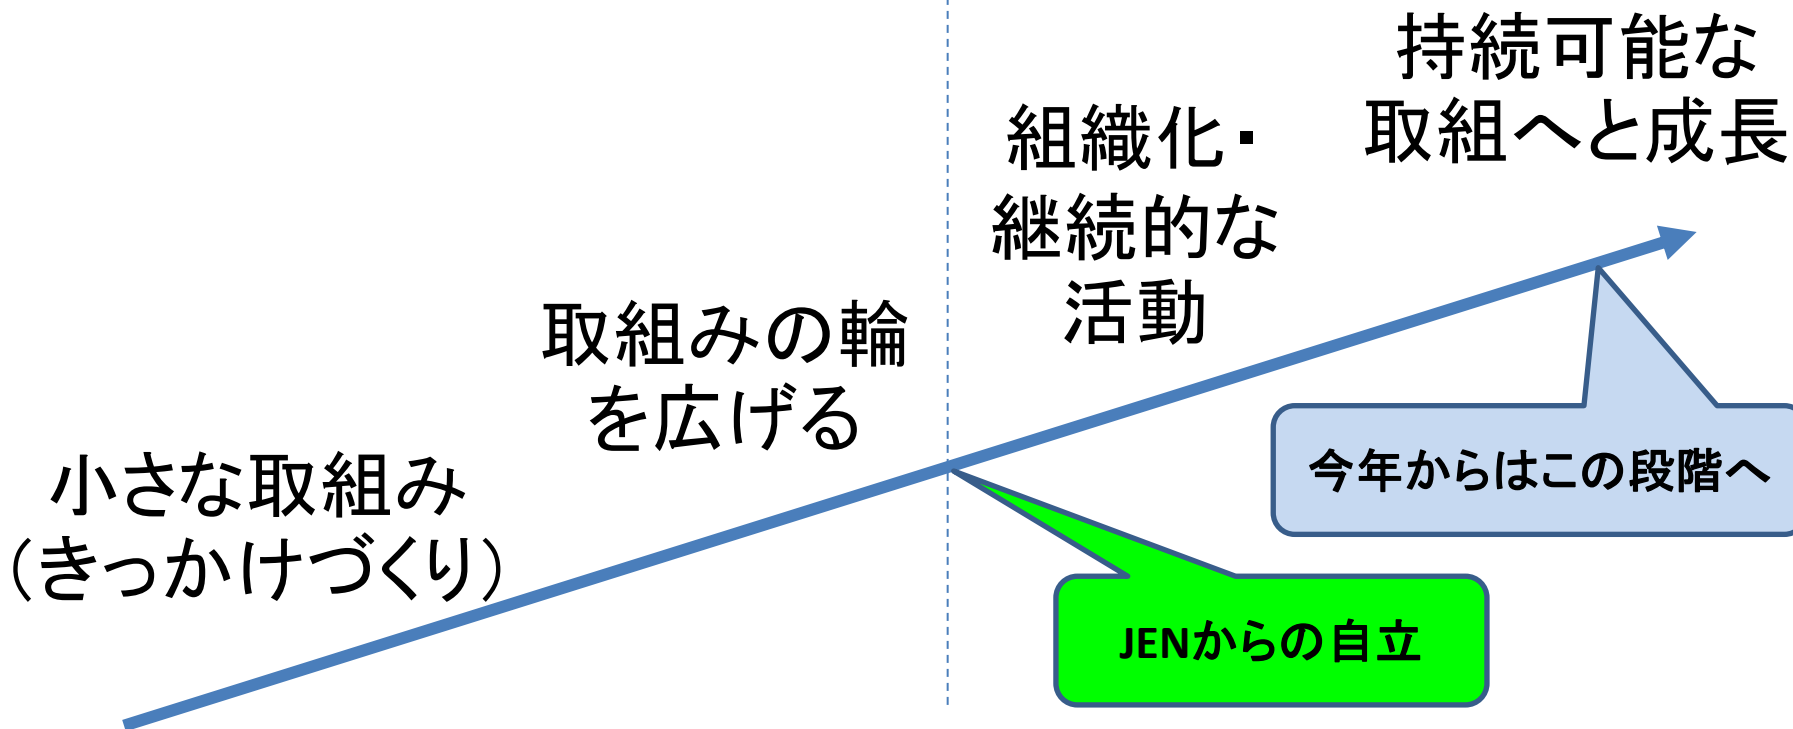 小さな取組み
（きっかけづくり）
取組みの輪
を広げる
組織化・
継続的な
活動
持続可能な
取組へと成長
JENからの自立
今年からはこの段階へ